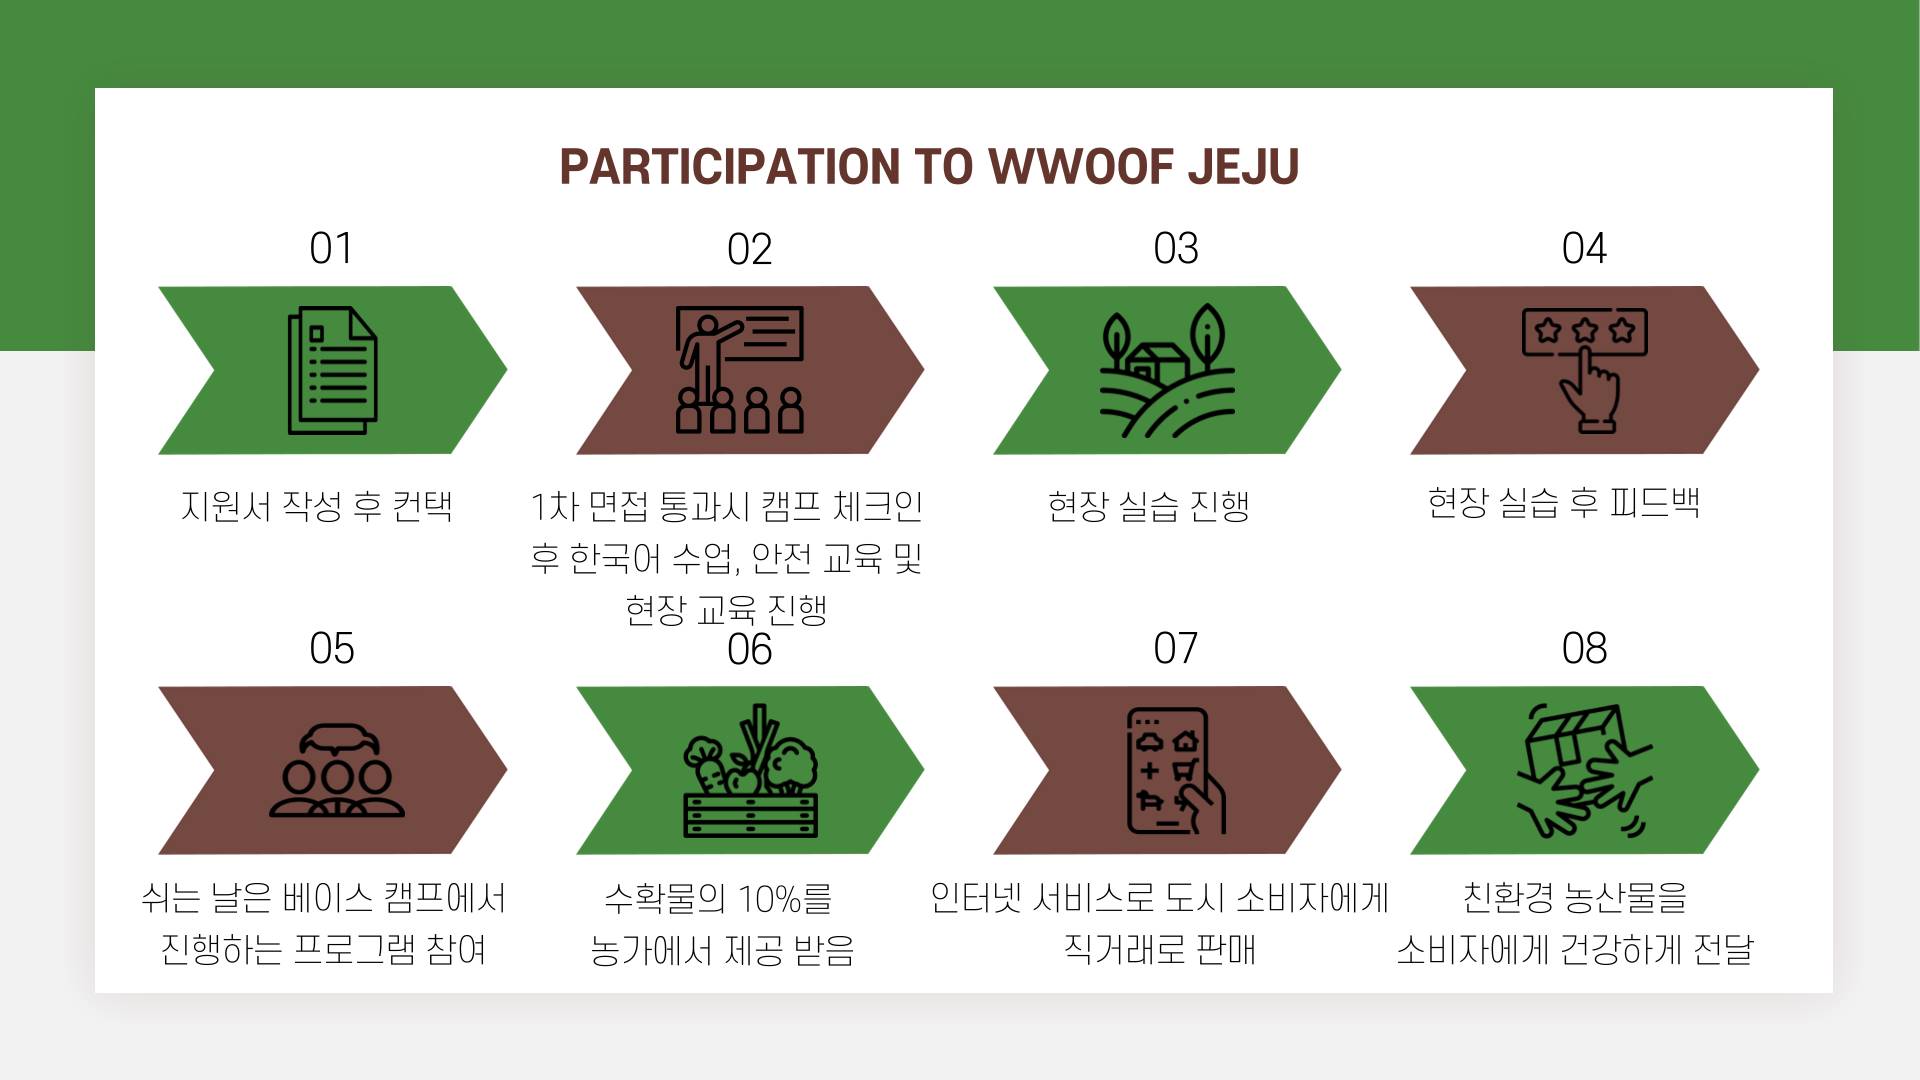 PARTICIPATION TO WWOOF JEJU
01
지원서 작성 후 컨택
02
1차 면접 통과시 캠프 체크인
후 한국어 수업, 안전 교육 및
현장 교육 진행
03
현장 실습 진행
04
현장 실습 후 피드백
05
쉬는 날은 베이스 캠프에서
진행하는 프로그램 참여
06
수확물의 10%를
농가에서 제공 받음
07
인터넷 서비스로 도시 소비자에게
직거래로 판매
08
친환경 농산물을
소비자에게 건강하게 전달